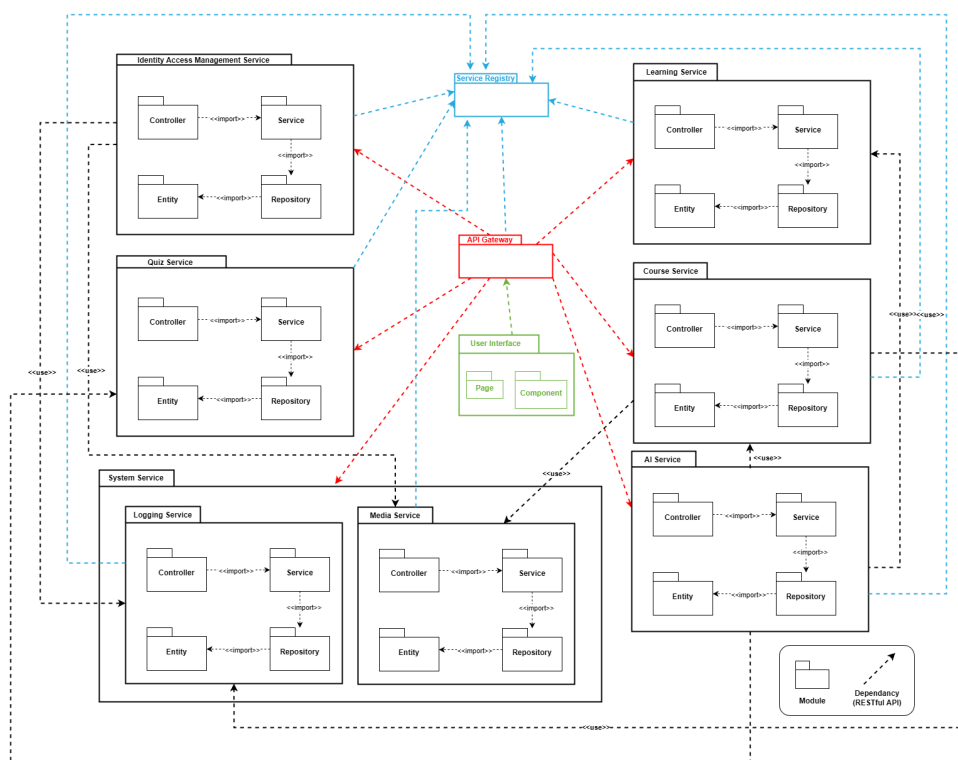 Identity Access Management Service
Controller
<<import>>
Service
<<import>>
Entity
<<import>>
Repository
Service Registry
Learning Service
Controller
<<import>>
Service
<<import>>
Entity
<<import>>
Repository
API Gateway
Quiz Service
Controller
<<import>>
Service
<<import>>
Entity
<<import>>
Repository
Course Service
Controller
<<import>>
Service
<<import>>
Entity
<<import>>
Repository
<<use>>
<<use>>
User Interface
Page
Component
<<use>>
<<use>>
<<use>>
<<use>>
System Service
Logging Service
Controller
<<import>>
Service
<<import>>
Entity
<<import>>
Repository
Media Service
Controller
<<import>>
Service
<<import>>
Entity
<<import>>
Repository
AI Service
Controller
<<import>>
Service
<<import>>
Entity
<<import>>
Repository
Module
Dependancy
(RESTful API)
<<use>>